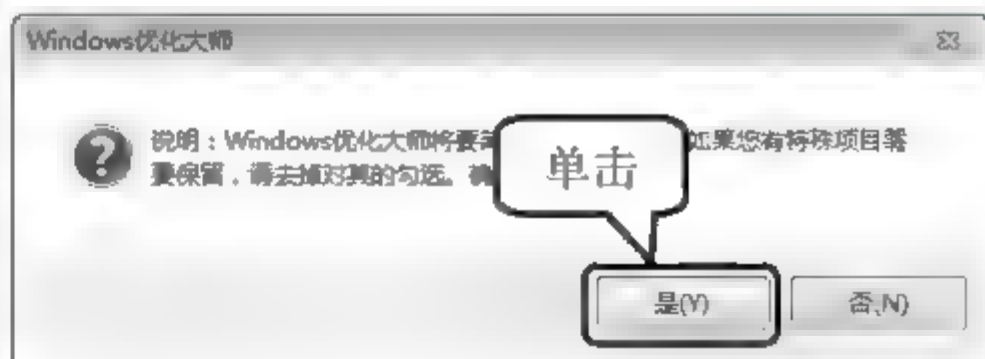 Windows优化大师
说明：Windows优化大师将要 如果您有特殊项目需
要保留，请去掉对其的勾选。确
单击
是(Y)
否(N)